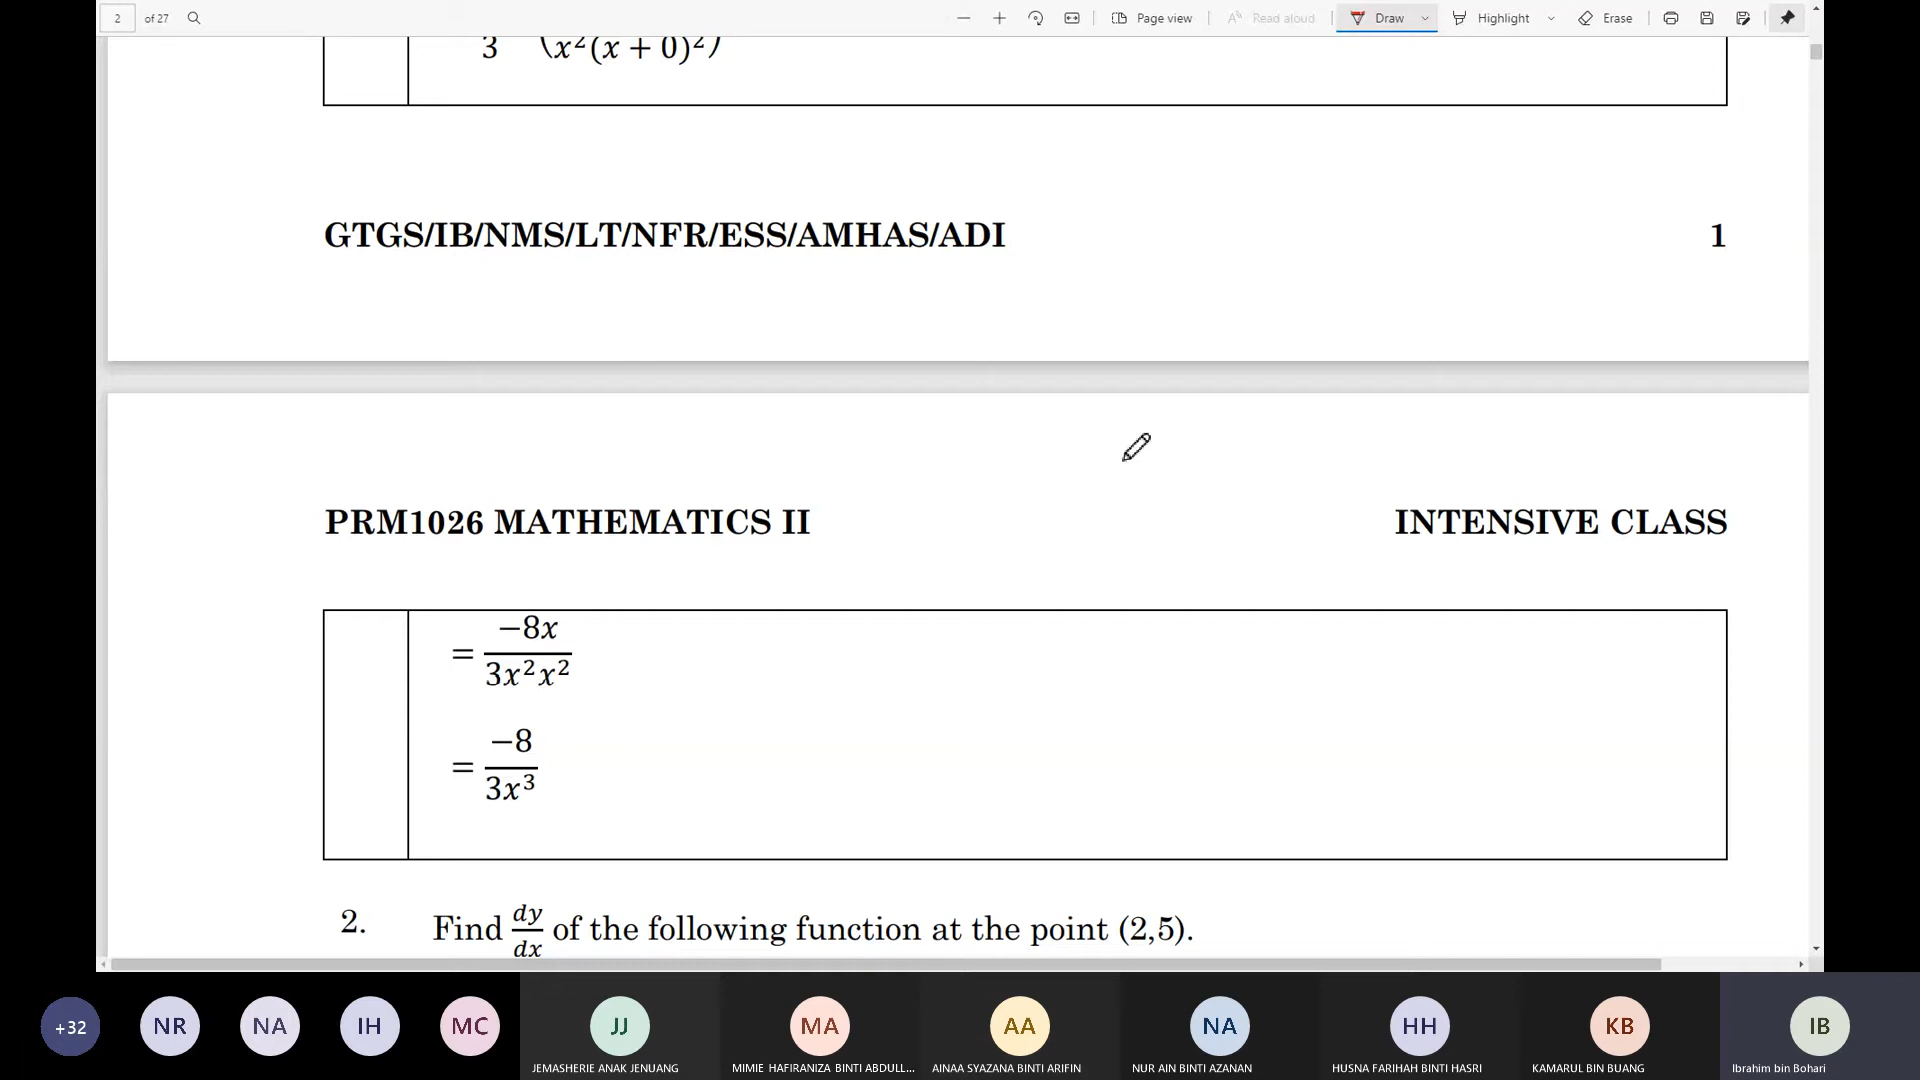 2 of 27 Page view Read aloud Draw Highlight Erase
3 (x²(x + 0)²)
GTGS/IB/NMS/LT/NFR/ESS/AMHAS/ADI 1
PRM1026 MATHEMATICS II INTENSIVE CLASS
= −8x / 3x²x²
= −8 / 3x³
2. Find dy/dx of the following function at the point (2,5).
+32 NR NA IH MC JJ MA AA NA HH KB IB
JEMASHERIE ANAK JENUANG MIMIE HAFIRANIZA BINTI ABDULL... AINAA SYAZANA BINTI ARIFIN NUR AIN BINTI AZANAN HUSNA FARIHAH BINTI HASRI KAMARUL BIN BUANG Ibrahim bin Bohari